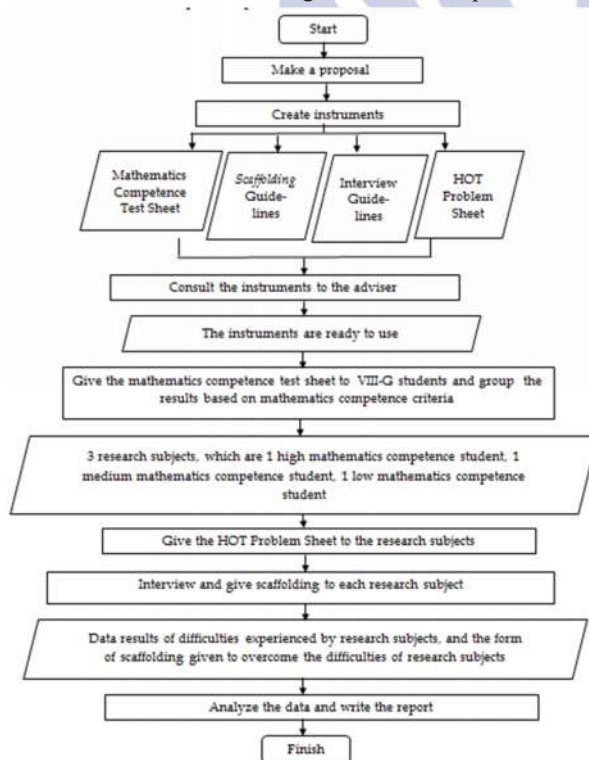 Start
Make a proposal
Create instruments
Mathematics
Competence
Test Sheet
Scaffolding
Guide-
lines
Interview
Guide-
lines
HOT
Problem
Sheet
Consult the instruments to the adviser
The instruments are ready to use
Give the mathematics competence test sheet to VIII-G students and group the
results based on mathematics competence criteria
3 research subjects, which are 1 high mathematics competence student, 1
medium mathematics competence student, 1 low mathematics competence
student
Give the HOT Problem Sheet to the research subjects
Interview and give scaffolding to each research subject
Data results of difficulties experienced by research subjects, and the form
of scaffolding given to overcome the difficulties of research subjects
Analyze the data and write the report
Finish